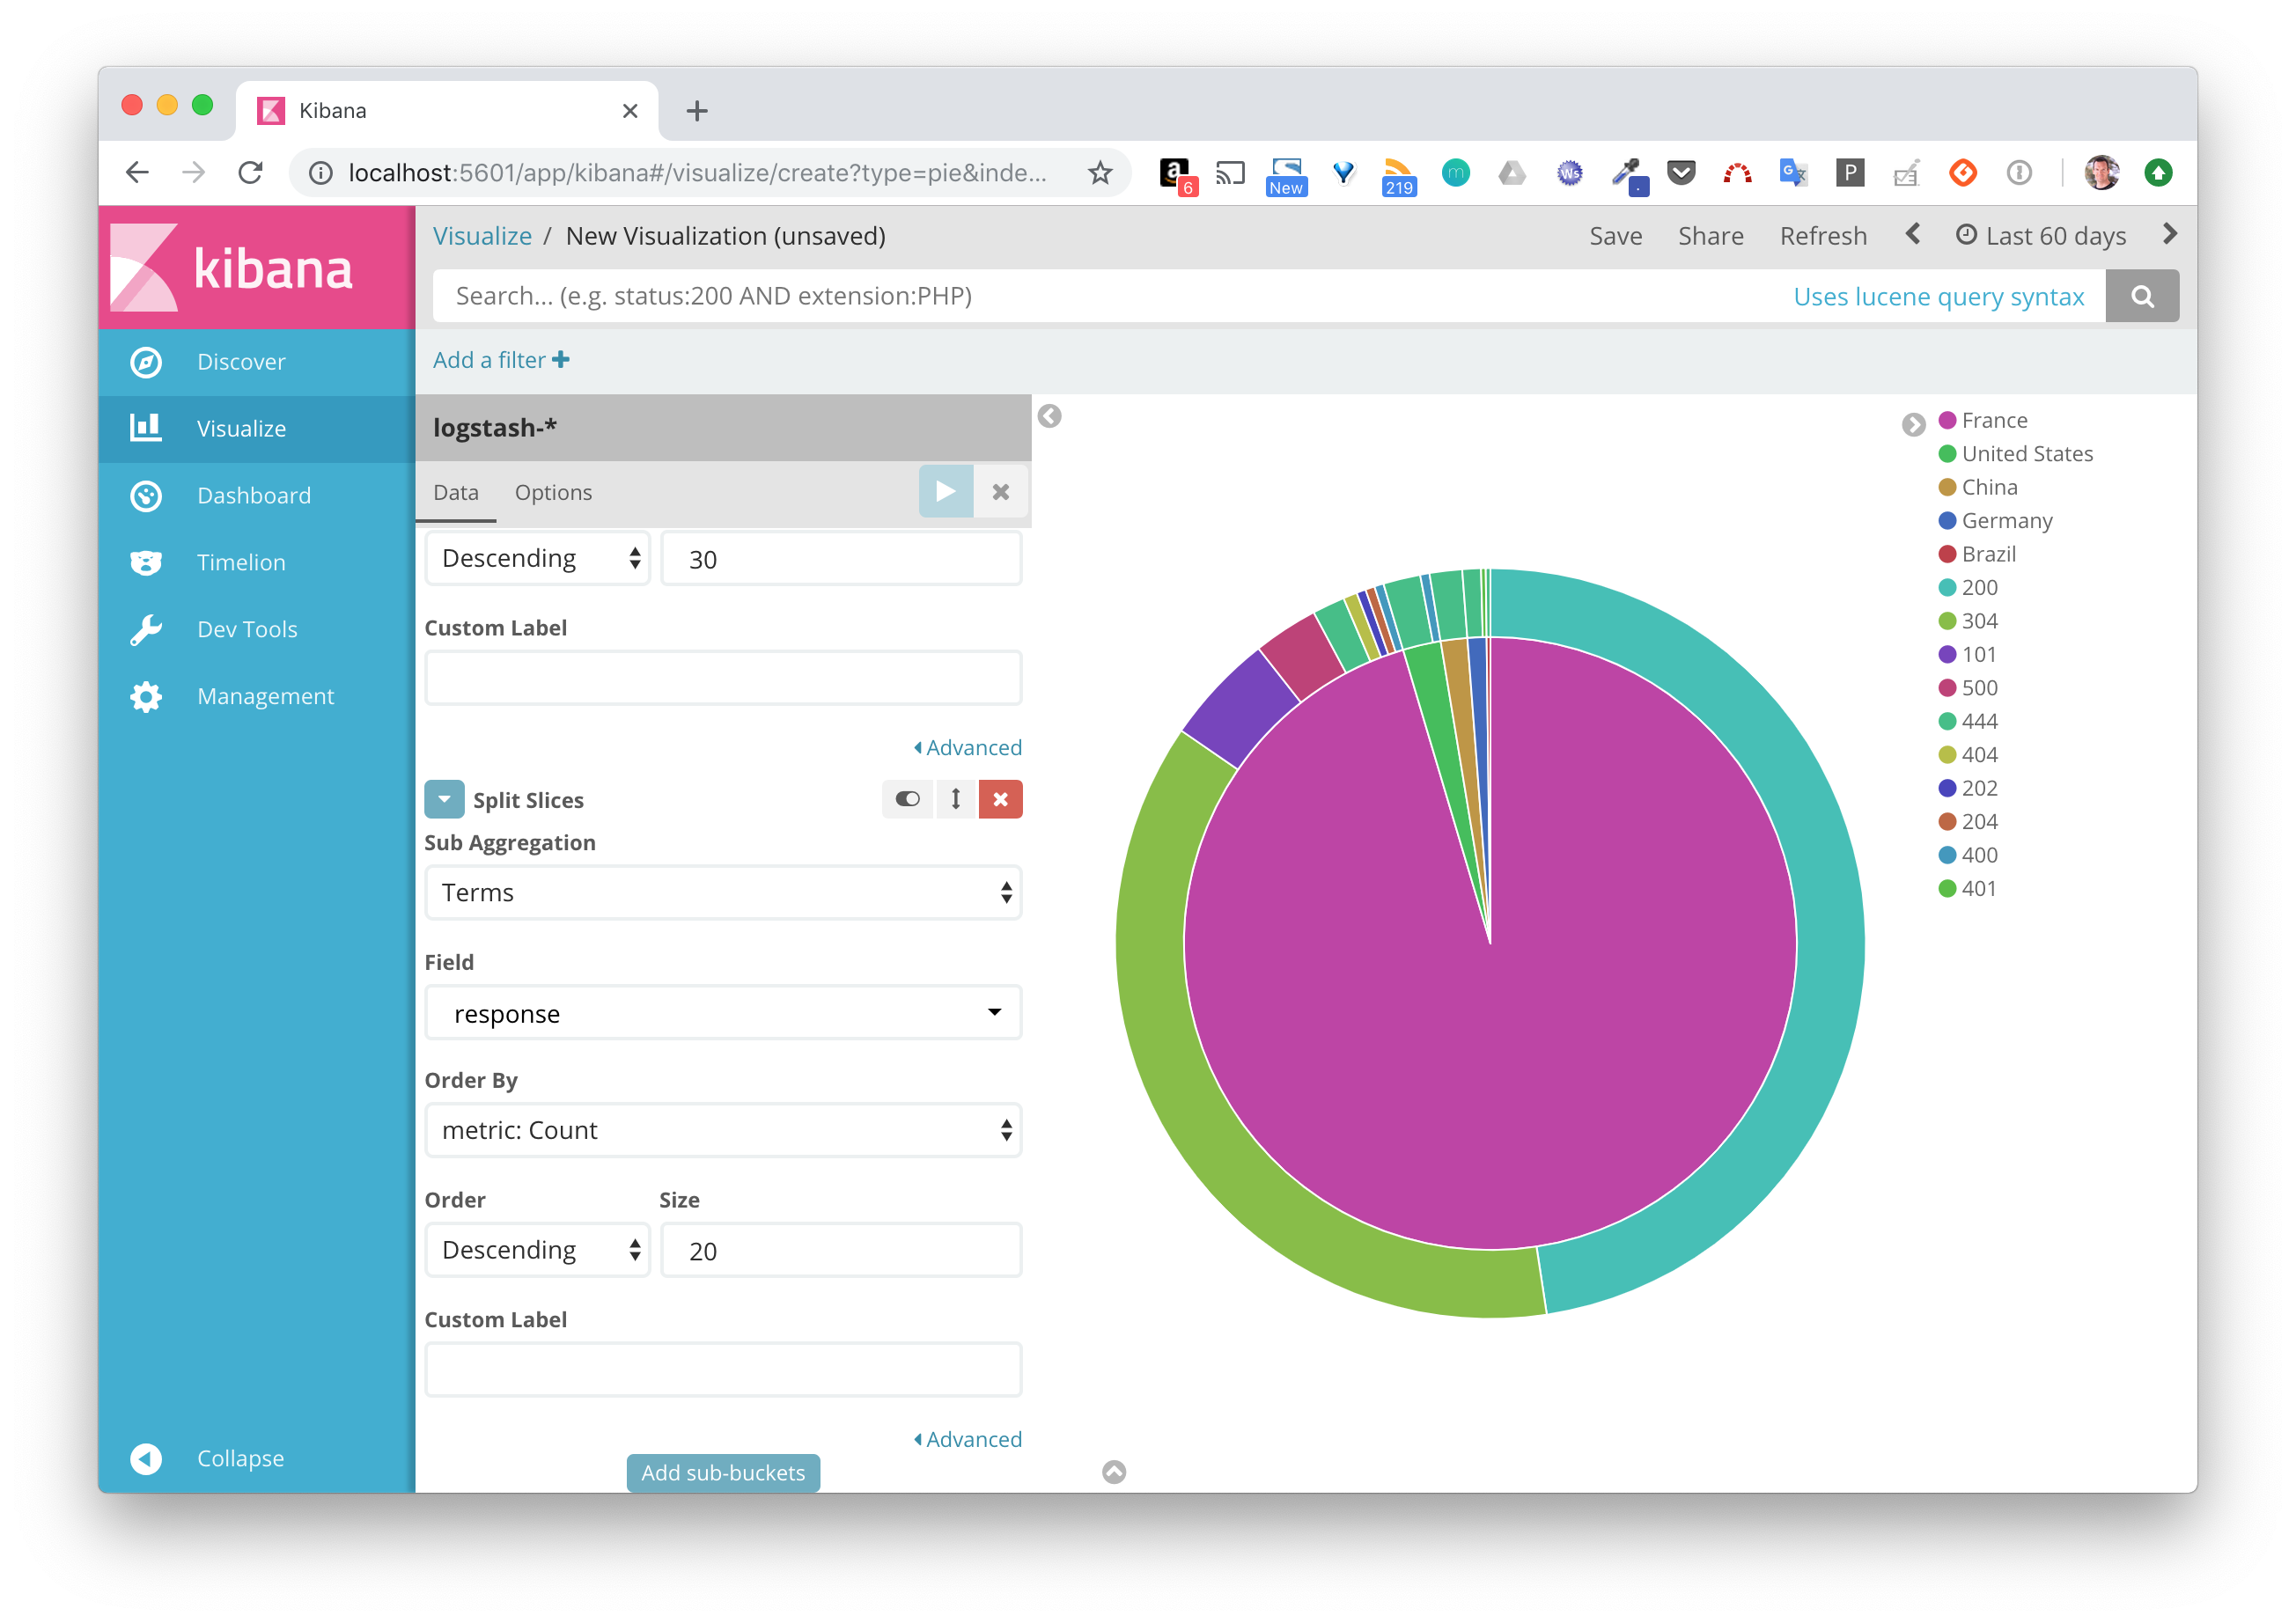 Kibana
localhost:5601/app/kibana#/visualize/create?type=pie&inde...
a
6
New
219
m
Ws
.
G
P
kibana
Visualize / New Visualization (unsaved)
Save Share Refresh Last 60 days
Search... (e.g. status:200 AND extension:PHP)
Uses lucene query syntax
Add a filter
Discover
Visualize
Dashboard
Timelion
Dev Tools
Management
Collapse
logstash-*
Data Options
Descending 30
Custom Label
Advanced
Split Slices
Sub Aggregation
Terms
Field
response
Order By
metric: Count
Order Size
Descending 20
Custom Label
Advanced
Add sub-buckets
France
United States
China
Germany
Brazil
200
304
101
500
444
404
202
204
400
401